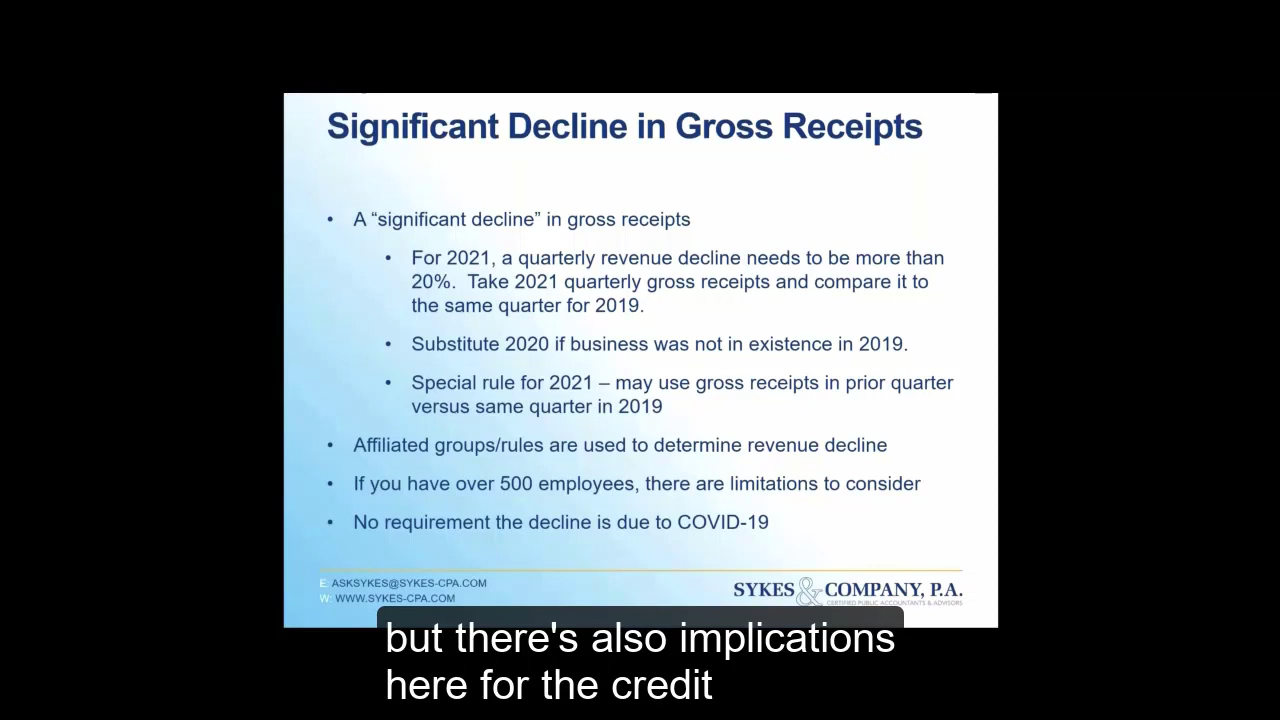 Significant Decline in Gross Receipts
• A “significant decline” in gross receipts
• For 2021, a quarterly revenue decline needs to be more than
20%. Take 2021 quarterly gross receipts and compare it to
the same quarter for 2019.
• Substitute 2020 if business was not in existence in 2019.
• Special rule for 2021 – may use gross receipts in prior quarter
versus same quarter in 2019
• Affiliated groups/rules are used to determine revenue decline
• If you have over 500 employees, there are limitations to consider
• No requirement the decline is due to COVID-19
E: ASKSYKES@SYKES-CPA.COM
W: WWW.SYKES-CPA.COM
SYKES & COMPANY, P.A.
CERTIFIED PUBLIC ACCOUNTANTS & ADVISORS
but there's also implications
here for the credit